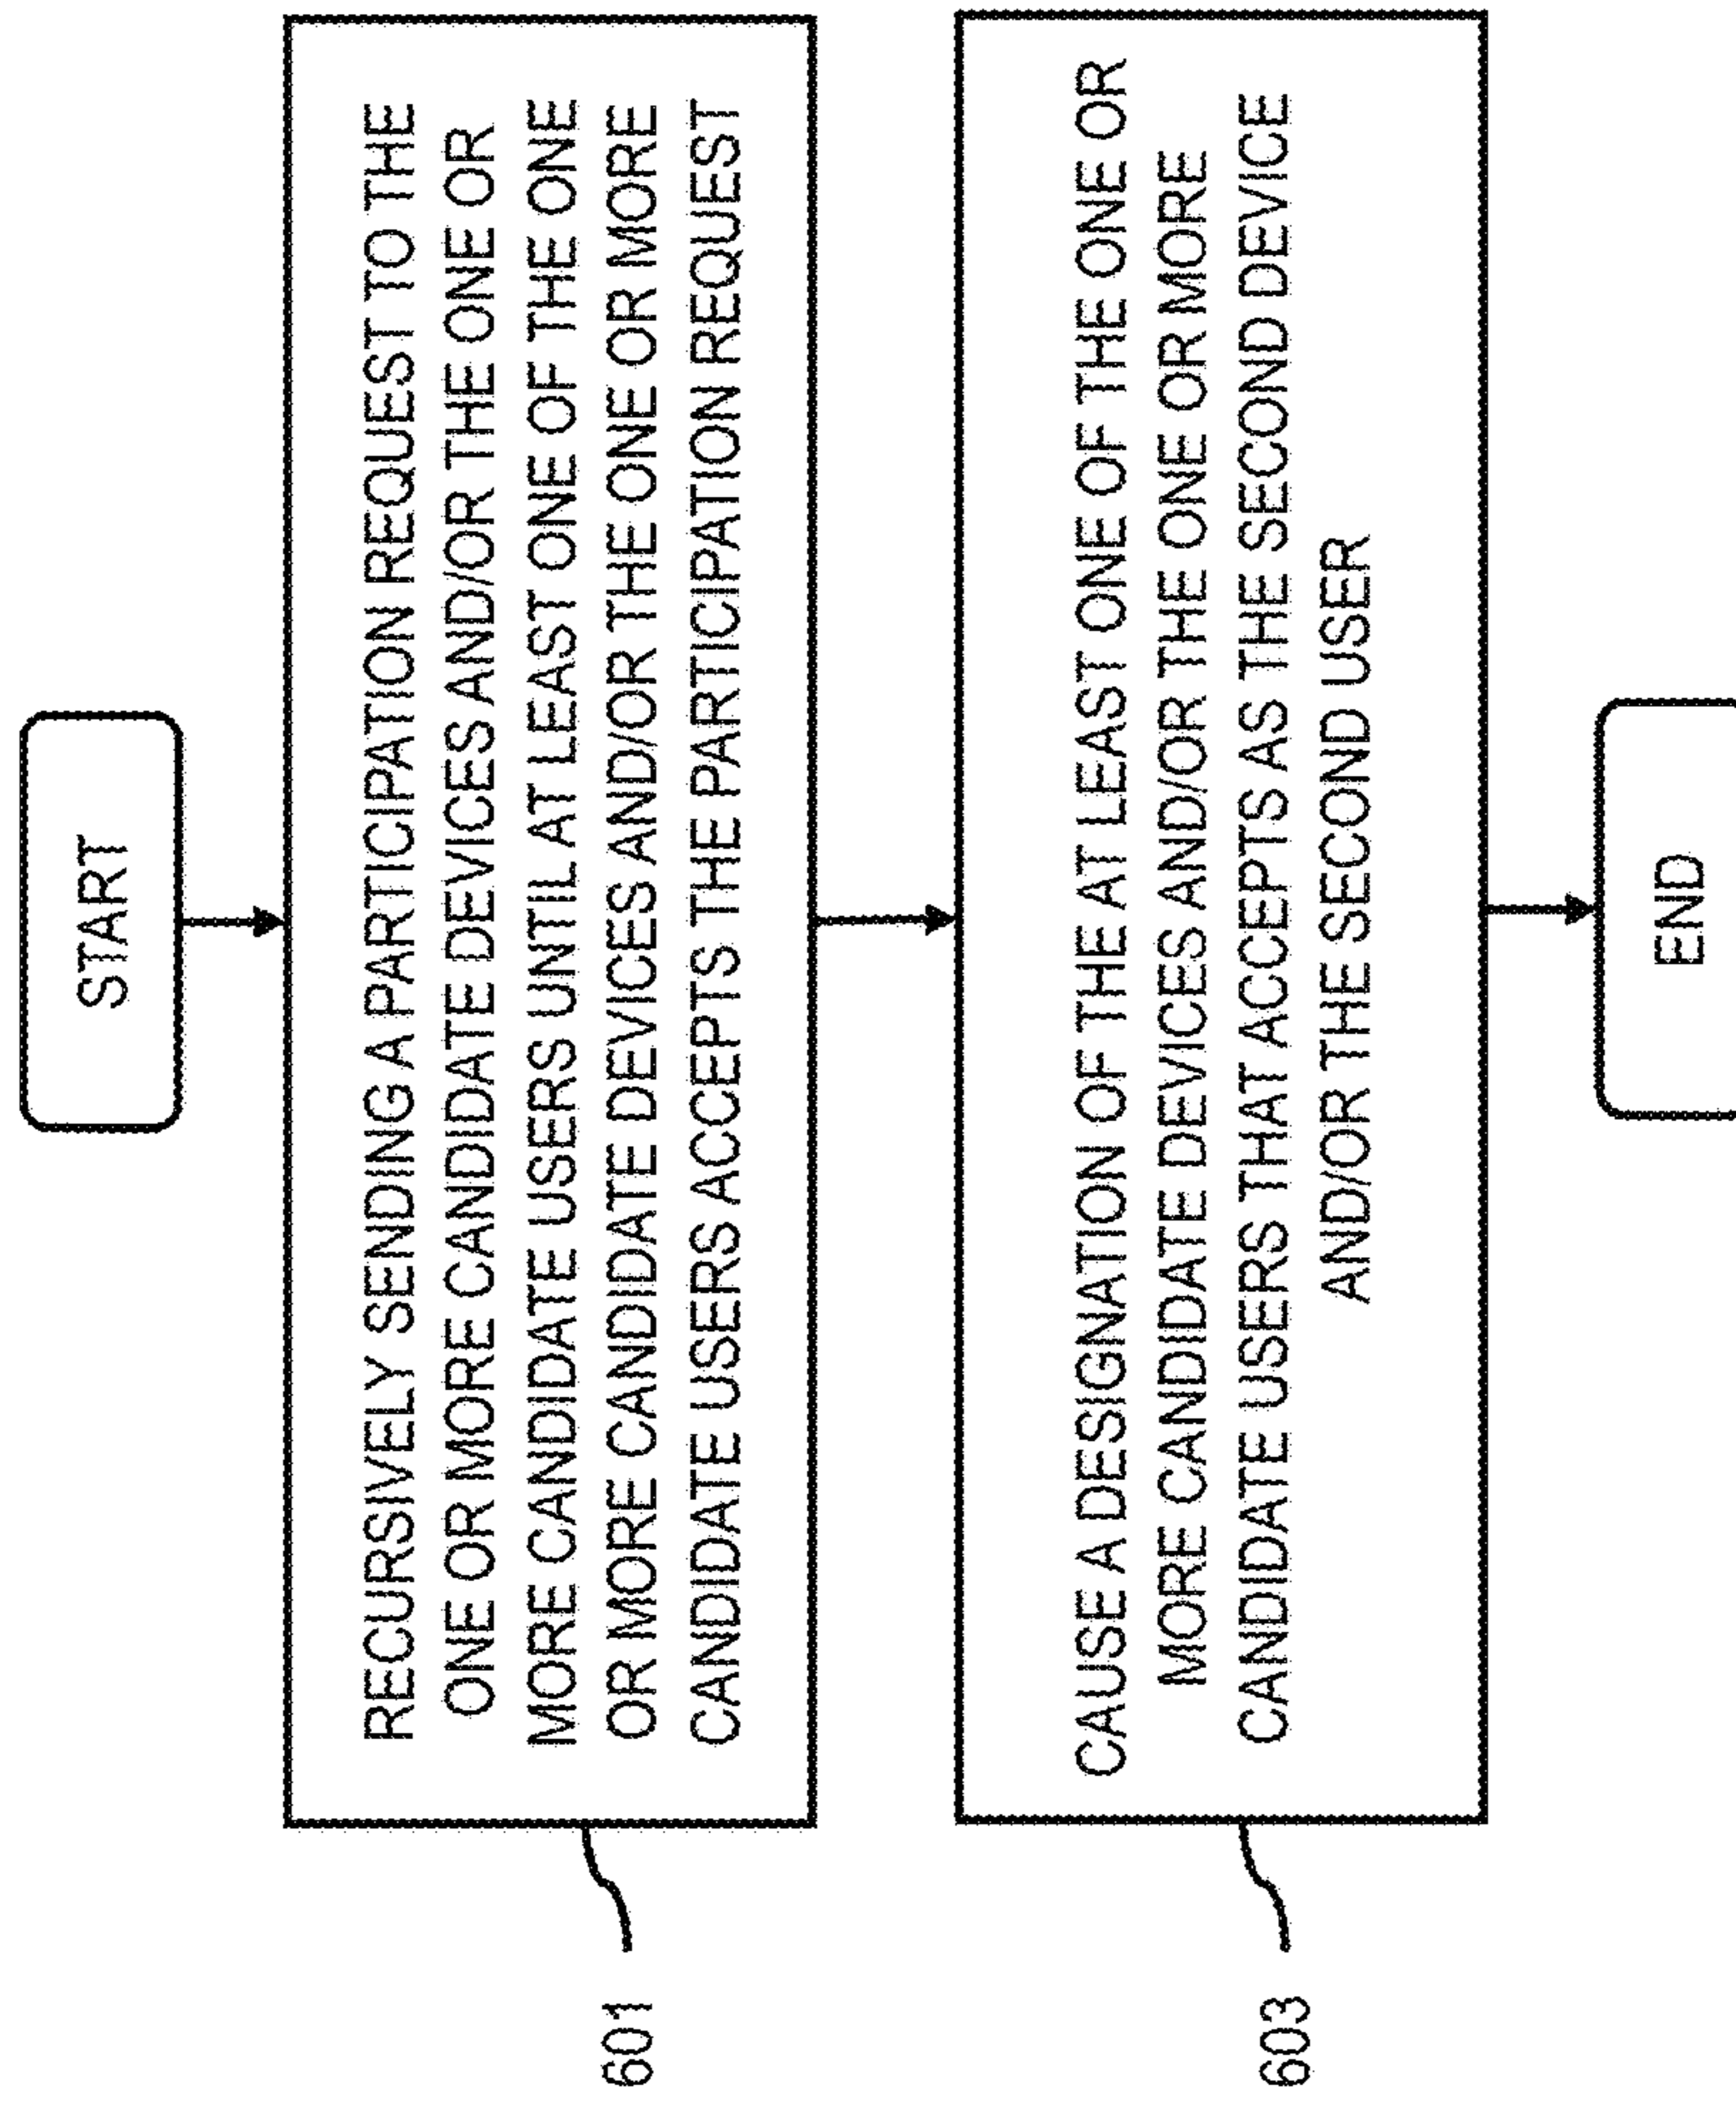 START
RECURSIVELY SENDING A PARTICIPATION REQUEST TO THE
ONE OR MORE CANDIDATE DEVICES AND/OR THE ONE OR
MORE CANDIDATE USERS UNTIL AT LEAST ONE OF THE ONE
OR MORE CANDIDATE DEVICES AND/OR THE ONE OR MORE
CANDIDATE USERS ACCEPTS THE PARTICIPATION REQUEST
601
CAUSE A DESIGNATION OF THE AT LEAST ONE OF THE ONE OR
MORE CANDIDATE DEVICES AND/OR THE ONE OR MORE
CANDIDATE USERS THAT ACCEPTS AS THE SECOND DEVICE
AND/OR THE SECOND USER
603
END